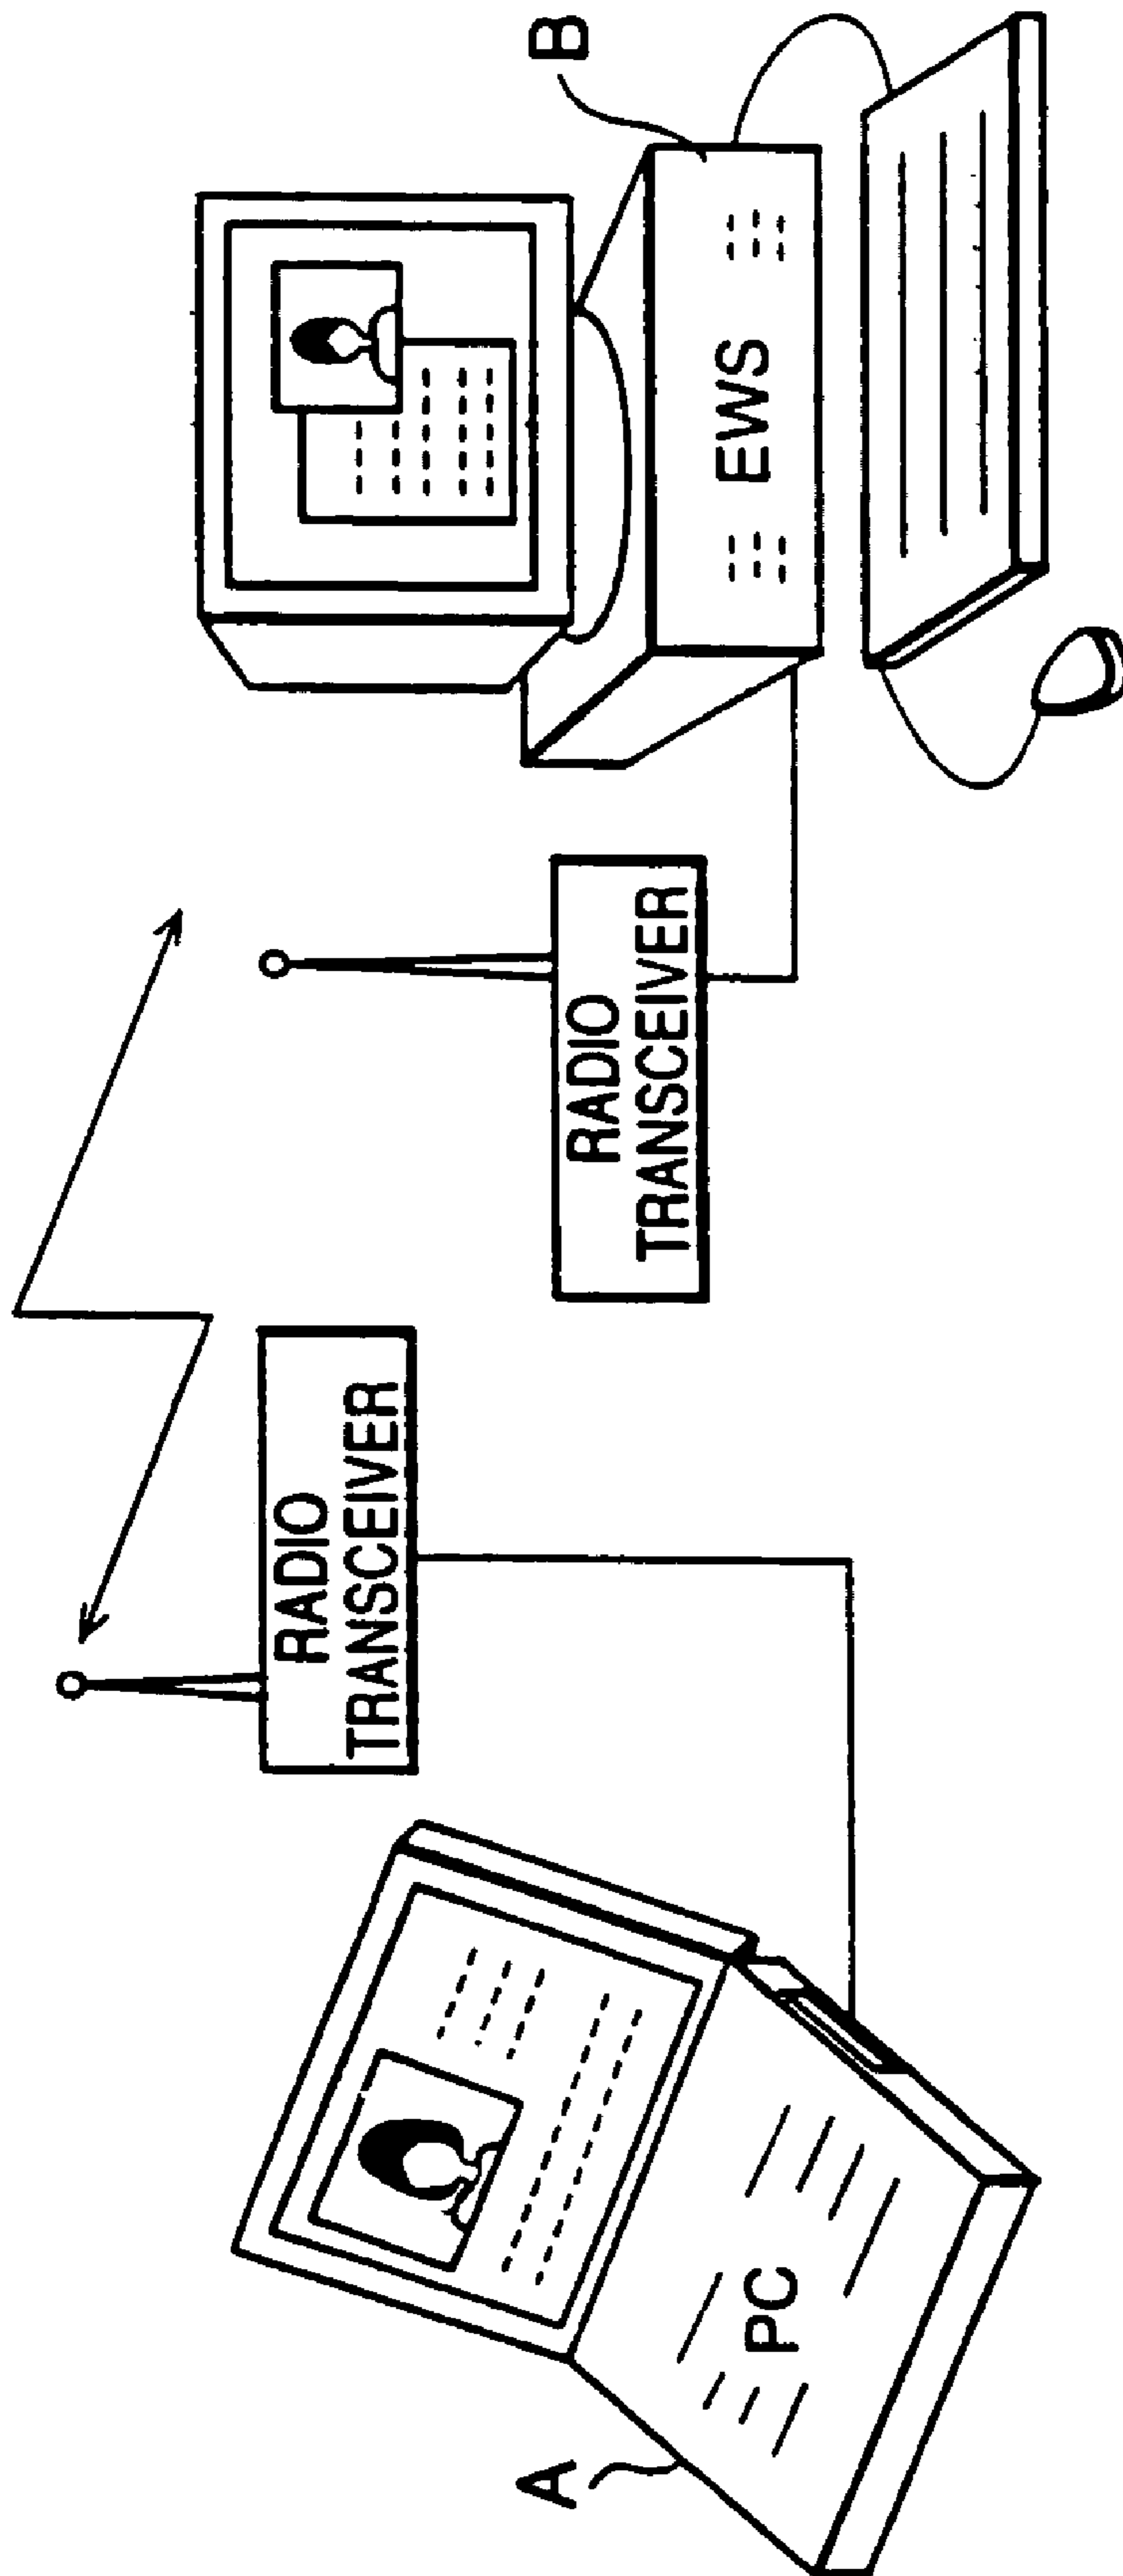 RADIO
TRANSCEIVER
RADIO
TRANSCEIVER
B
EWS
A
PC